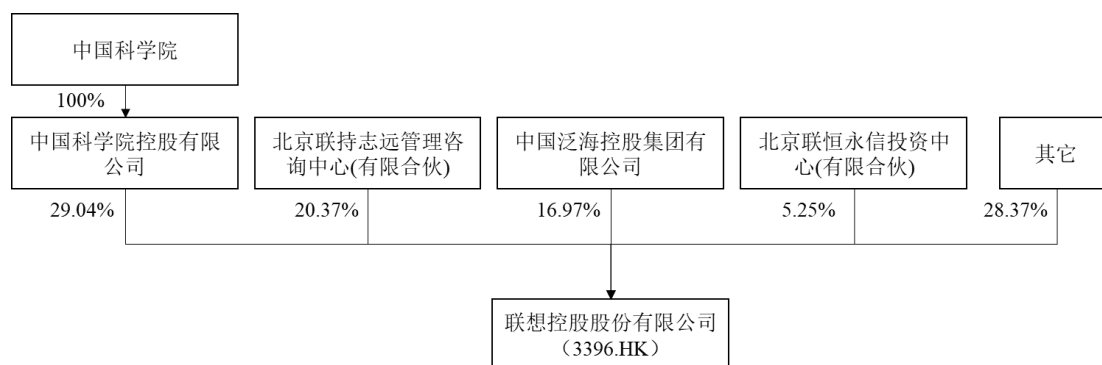 中国科学院
100%
中国科学院控股有限
公司
北京联持志远管理咨
询中心(有限合伙)
中国泛海控股集团有
限公司
北京联恒永信投资中
心(有限合伙)
其它
29.04%
20.37%
16.97%
5.25%
28.37%
联想控股股份有限公司
（3396.HK）